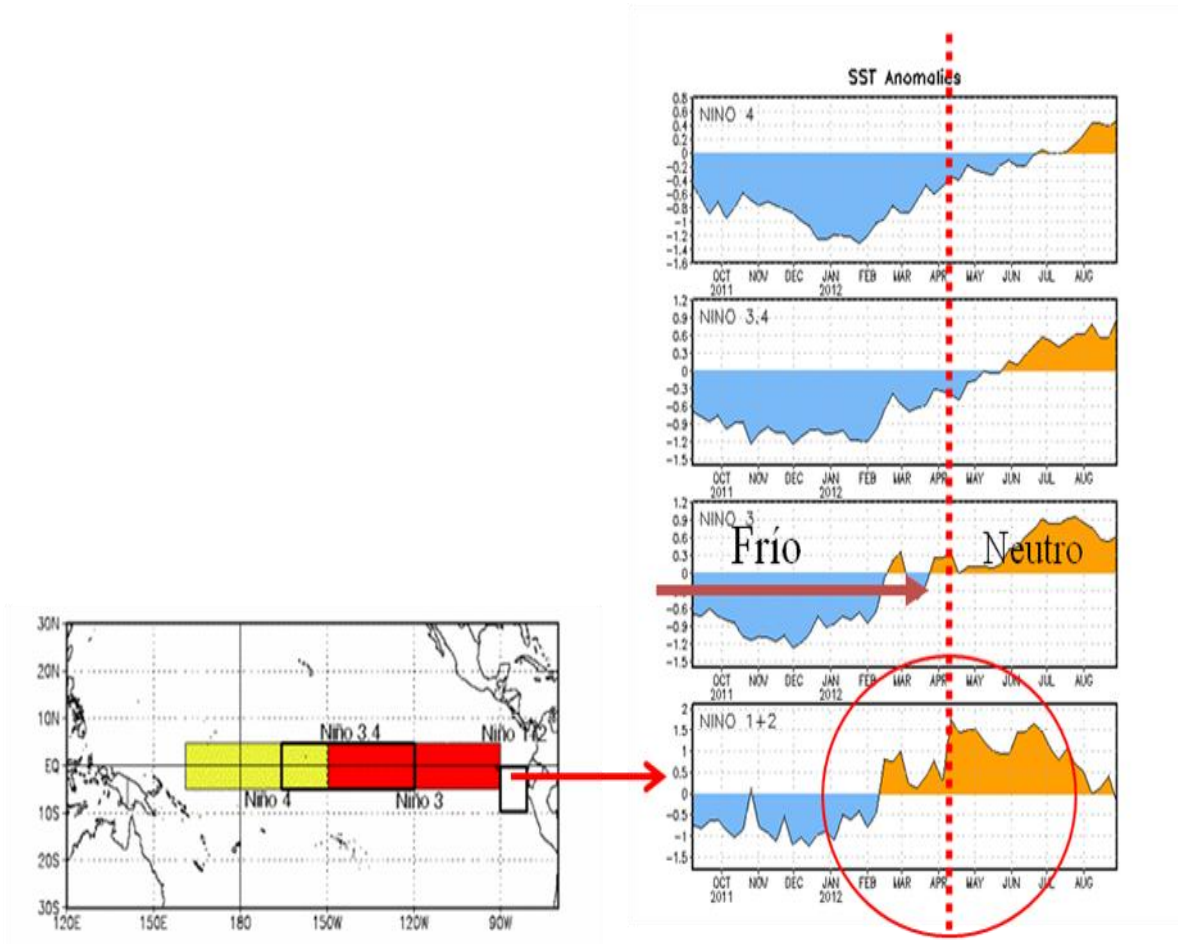 SST Anomalies
NINO 4
0.8
0.6
0.4
0.2
0
-0.2
-0.4
-0.6
-0.8
-1
-1.2
-1.4
-1.6
OCT NOV DEC JAN FEB MAR APR MAY JUN JUL AUG
2011 2012
NINO 3.4
1.2
0.9
0.6
0.3
0
-0.3
-0.6
-0.9
-1.2
-1.5
OCT NOV DEC JAN FEB MAR APR MAY JUN JUL AUG
2011 2012
NINO 3
Frío Neutro
1.2
0.9
0.6
0.3
0
-0.6
-0.9
-1.2
-1.5
OCT NOV DEC JAN FEB MAR APR MAY JUN JUL AUG
2011 2012
NINO 1+2
2
1.5
1
0.5
0
-0.5
-1
-1.5
OCT NOV DEC JAN FEB MAR APR MAY JUN JUL AUG
2011 2012
30N
20N
10N
EQ
10S
20S
30S
Niño 3.4 Niño 1+2
Niño 4 Niño 3
120E 150E 180 150W 120W 90W